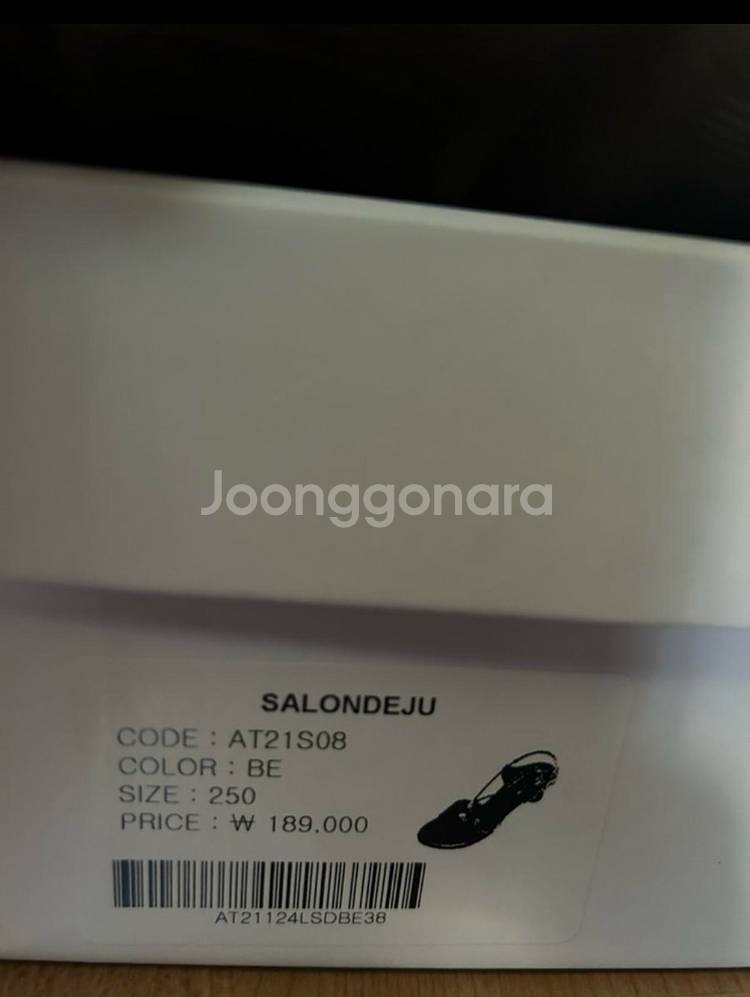 Joonggonara
SALONDEJU
CODE : AT21S08
COLOR : BE
SIZE : 250
PRICE : ₩ 189.000
AT21124LSDBE38